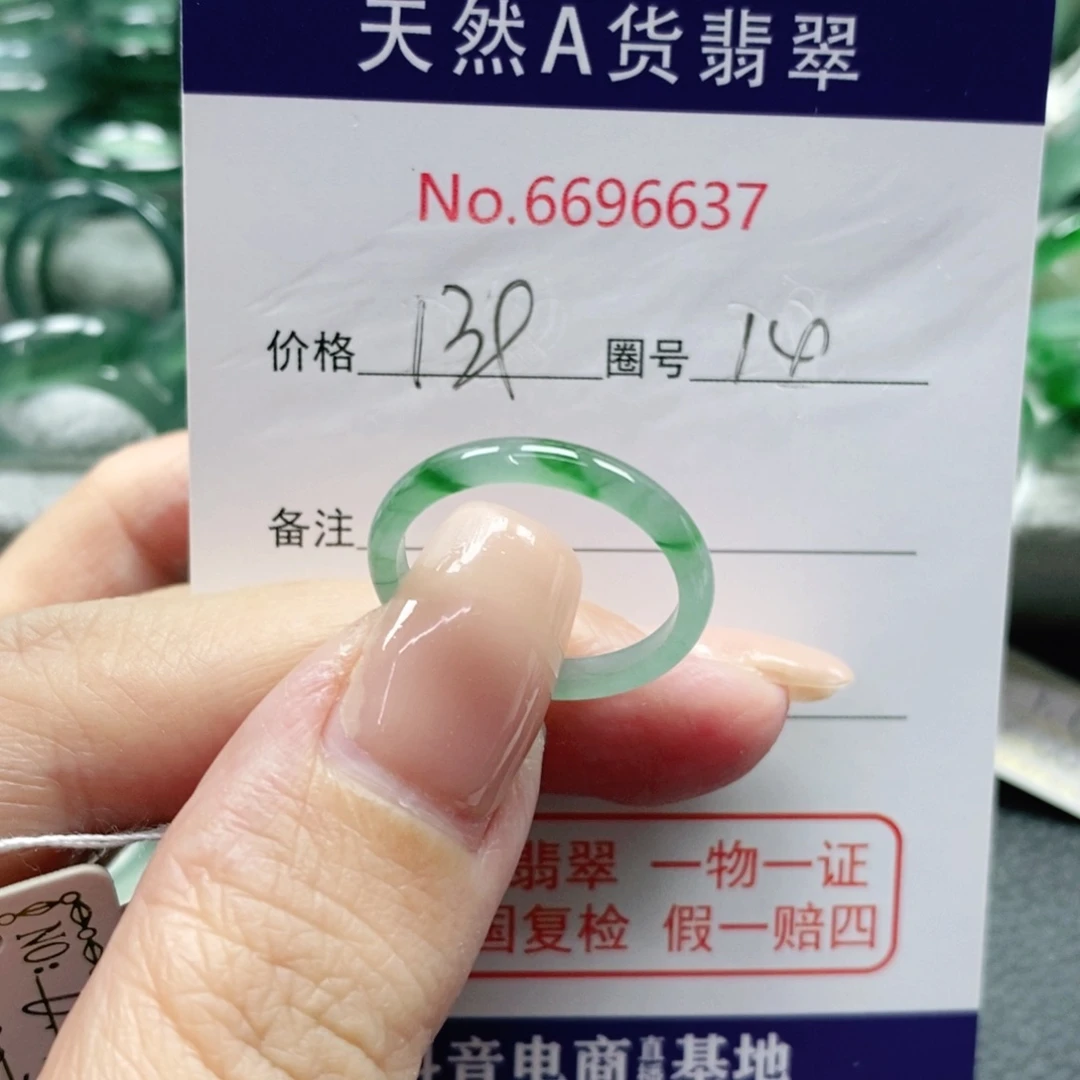 天然A货翡翠
No.6696637
价格 138 圈号 14
备注
翡翠 一物一证
国复检 假一赔四
音电商直播基地
NO: